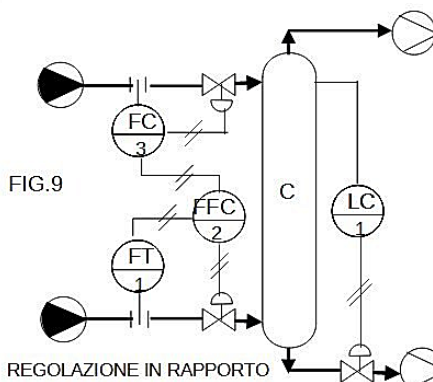 FC
3
FIG.9
C
FFC
2
LC
1
FT
1
REGOLAZIONE IN RAPPORTO